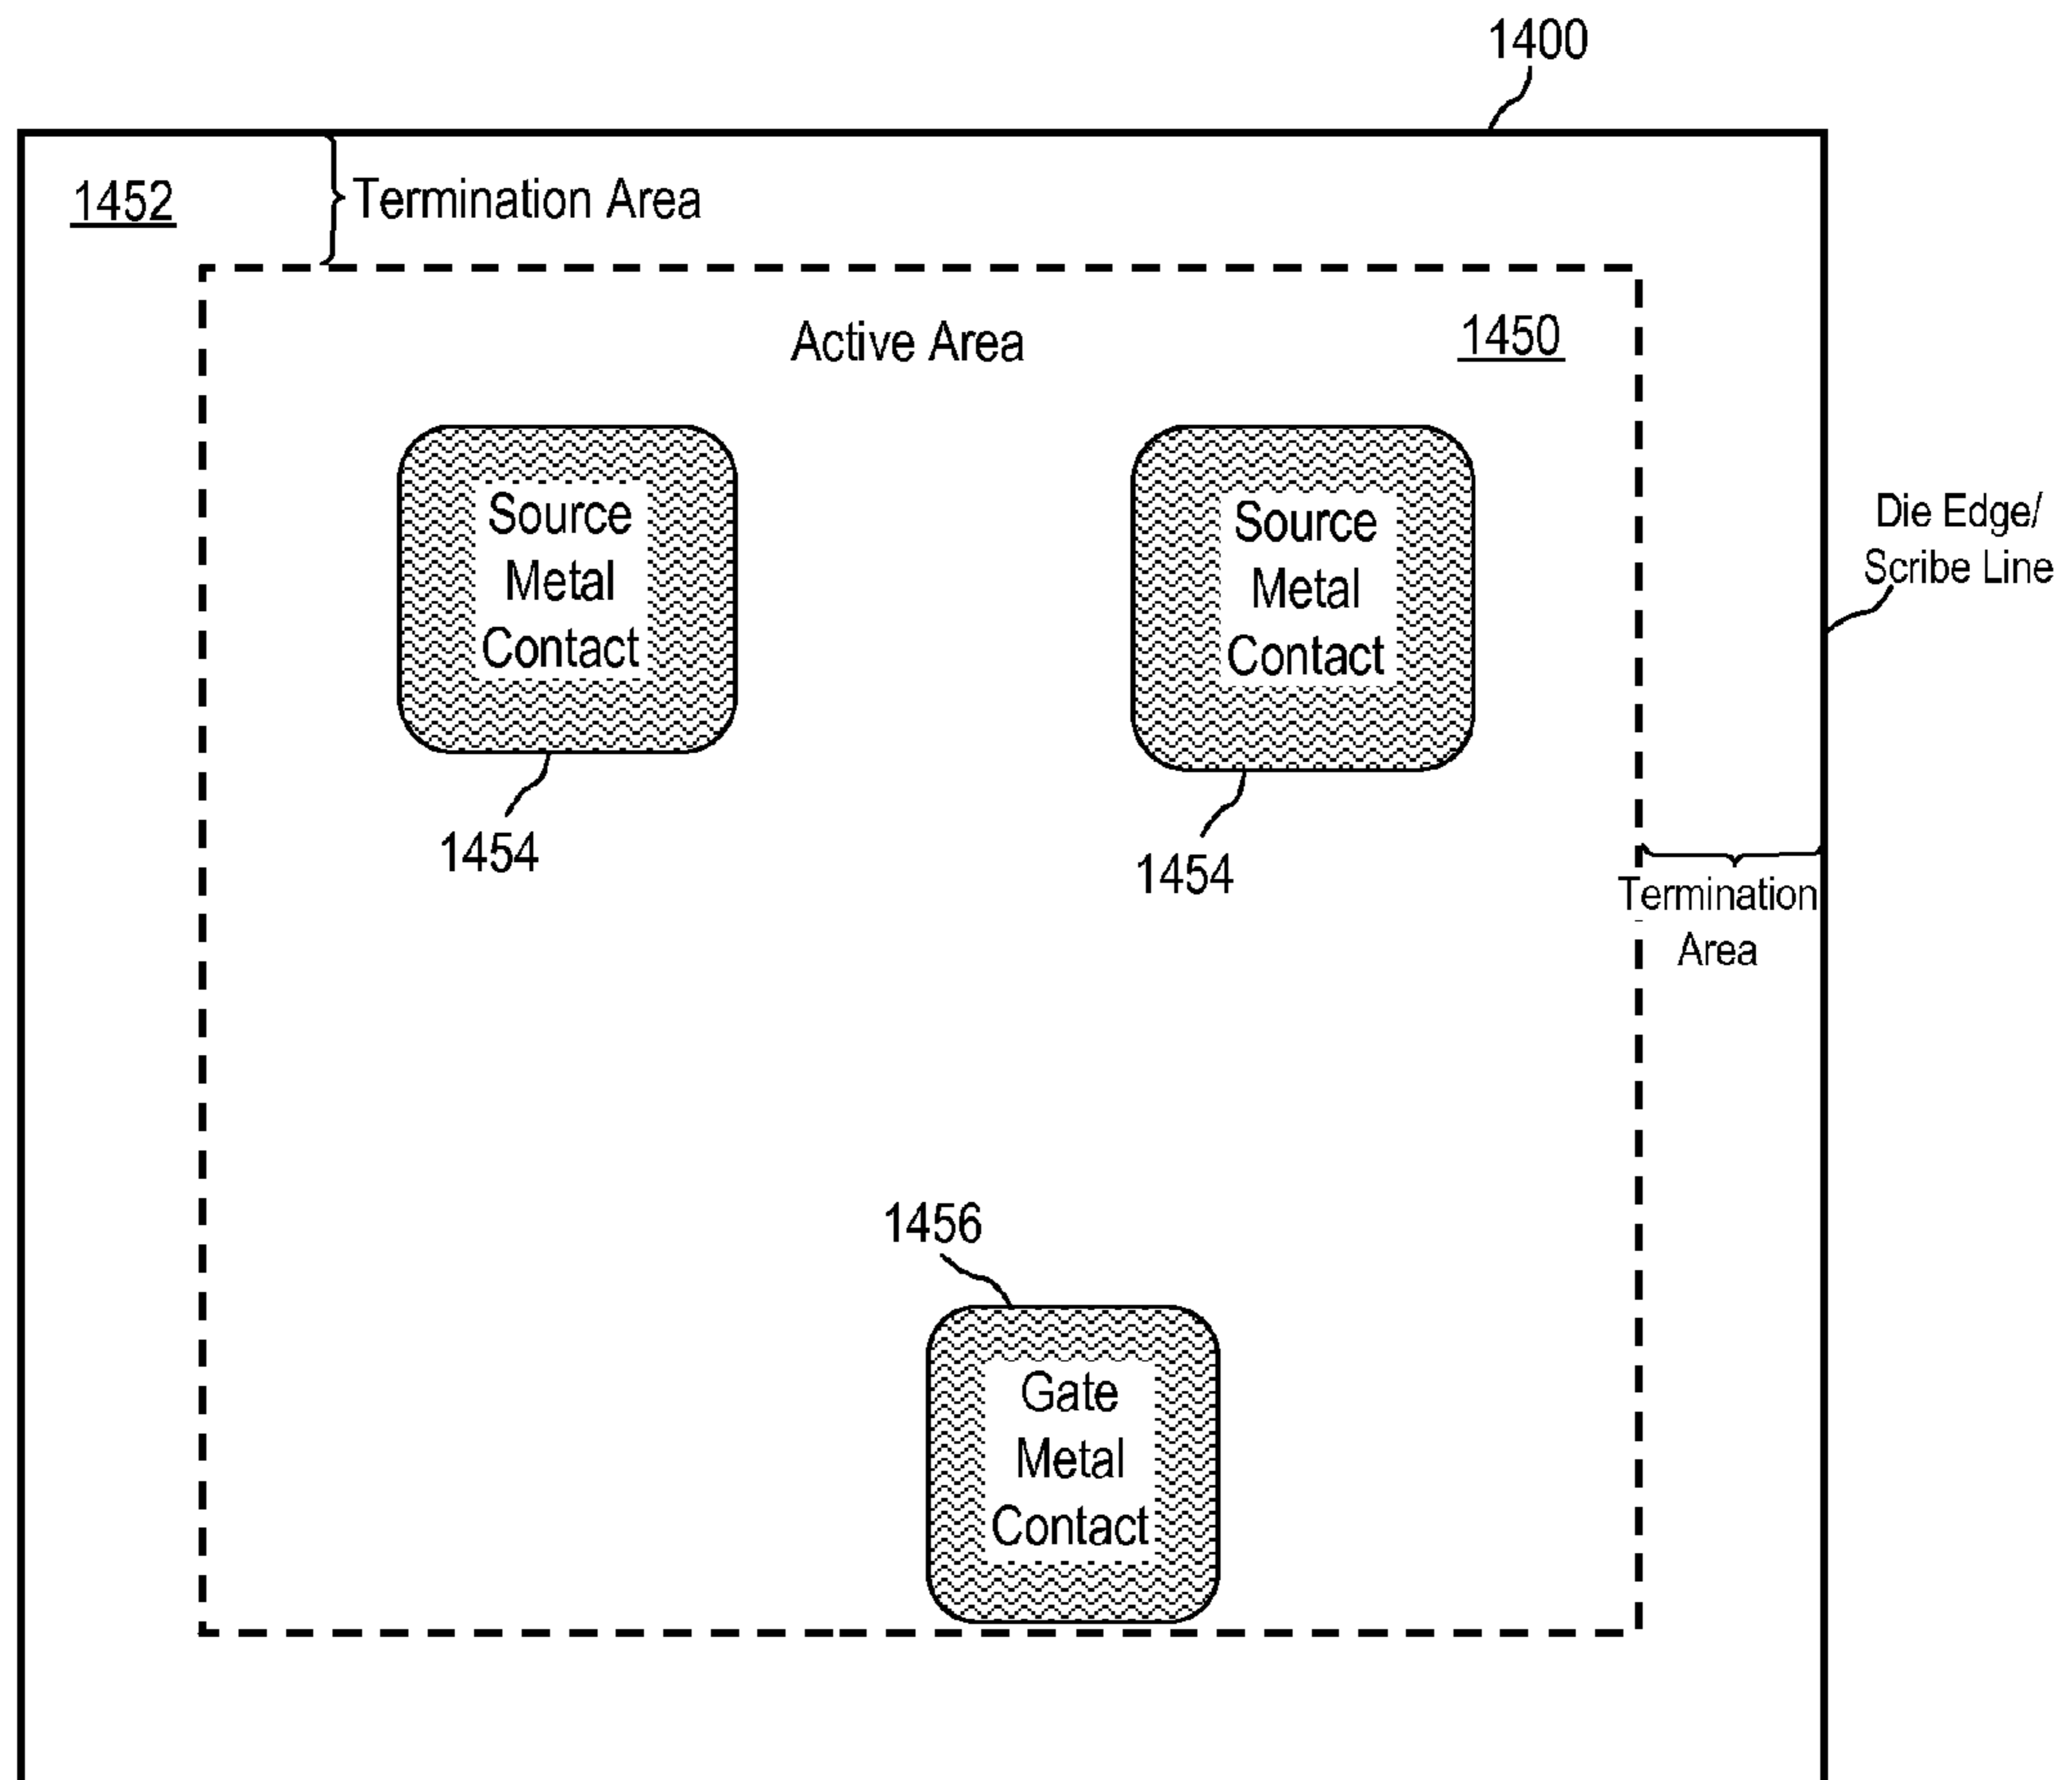 1400
1452
Termination Area
Active Area
1450
Source
Metal
Contact
Source
Metal
Contact
Die Edge/
Scribe Line
1454
1454
Termination
Area
1456
Gate
Metal
Contact